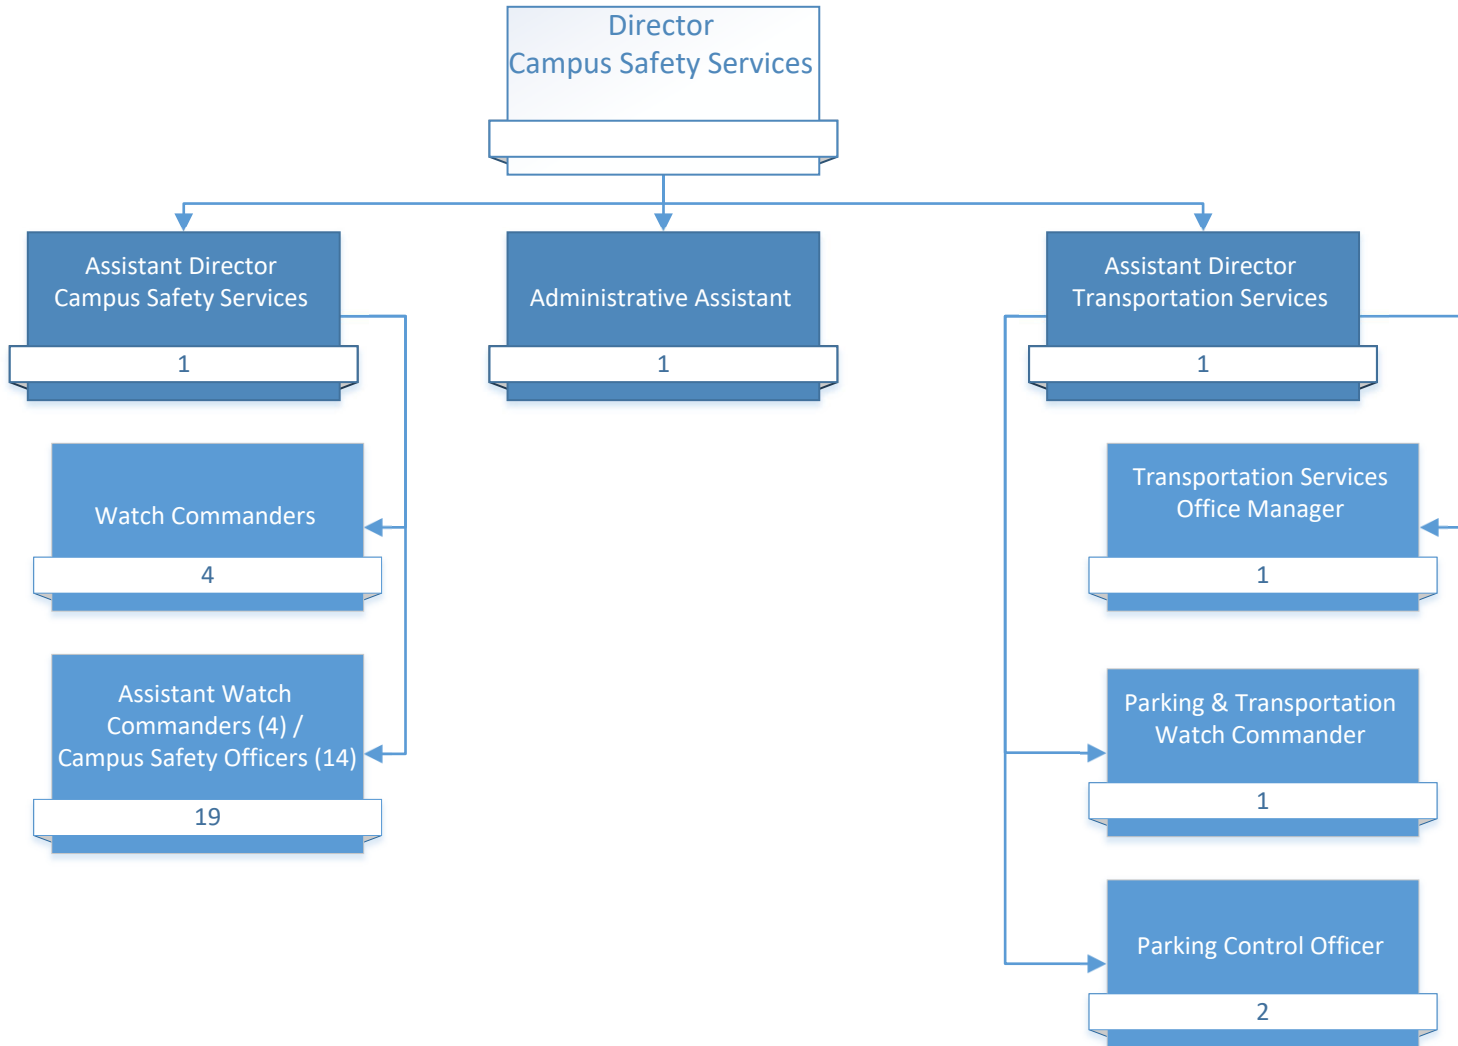 Director
Campus Safety Services
Assistant Director
Campus Safety Services
1
Administrative Assistant
1
Assistant Director
Transportation Services
1
Watch Commanders
4
Assistant Watch
Commanders (4) /
Campus Safety Officers (14)
19
Transportation Services
Office Manager
1
Parking & Transportation
Watch Commander
1
Parking Control Officer
2